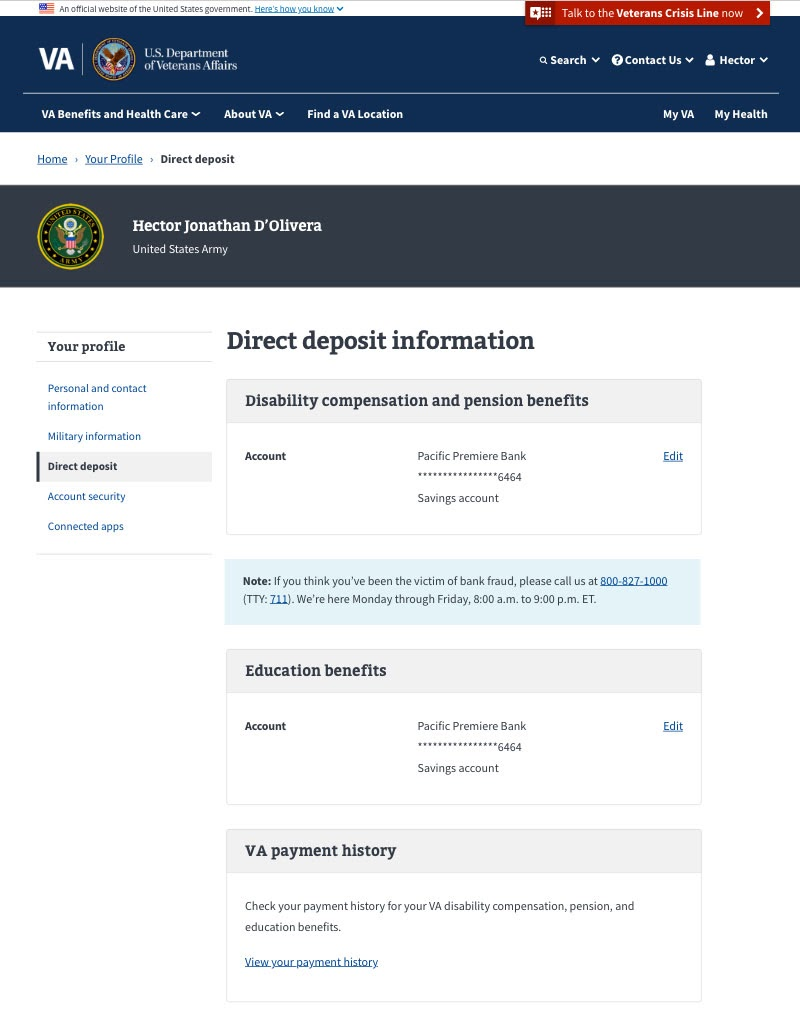 An official website of the United States government. Here's how you know
Talk to the Veterans Crisis Line now
VA
U.S. Department
of Veterans Affairs
Search
Contact Us
Hector
VA Benefits and Health Care
About VA
Find a VA Location
My VA
My Health
Home › Your Profile › Direct deposit
UNITED STATES
ARMY
Hector Jonathan D’Olivera
United States Army
Your profile
Personal and contact
information
Military information
Direct deposit
Account security
Connected apps
Direct deposit information
Disability compensation and pension benefits
Account
Pacific Premiere Bank
Edit
****************6464
Savings account
Note: If you think you’ve been the victim of bank fraud, please call us at 800-827-1000
(TTY: 711). We’re here Monday through Friday, 8:00 a.m. to 9:00 p.m. ET.
Education benefits
Account
Pacific Premiere Bank
Edit
****************6464
Savings account
VA payment history
Check your payment history for your VA disability compensation, pension, and
education benefits.
View your payment history